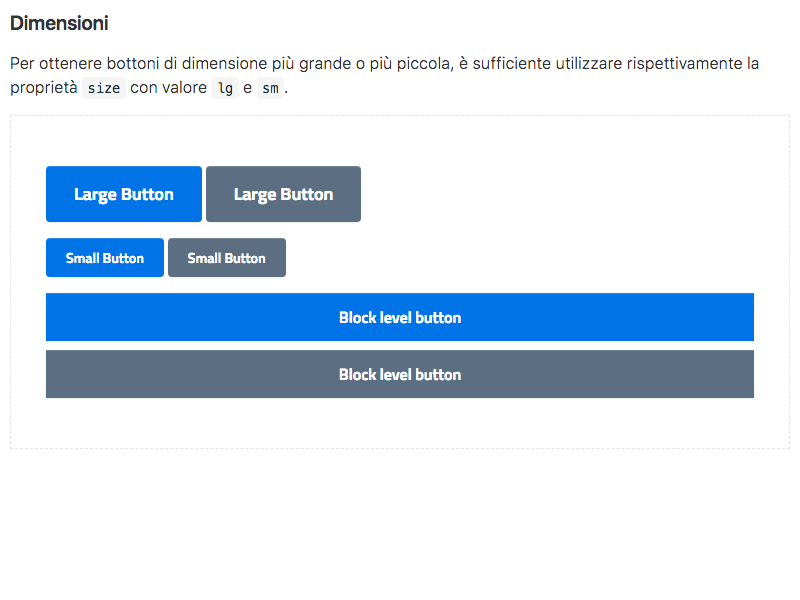 Dimensioni
Per ottenere bottoni di dimensione più grande o più piccola, è sufficiente utilizzare rispettivamente la
proprietà size con valore lg e sm.
Large Button Large Button
Small Button Small Button
Block level button
Block level button